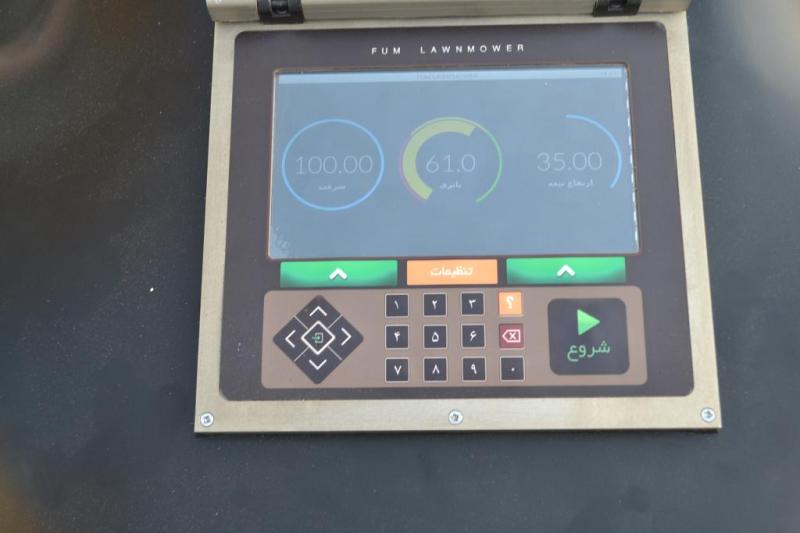 FUM LAWNMOWER
100.00
سرعت
61.0
باتری
35.00
ارتفاع تیغه
تنظیمات
۱ ۲ ۳ ؟
۴ ۵ ۶
۷ ۸ ۹ ۰
شروع